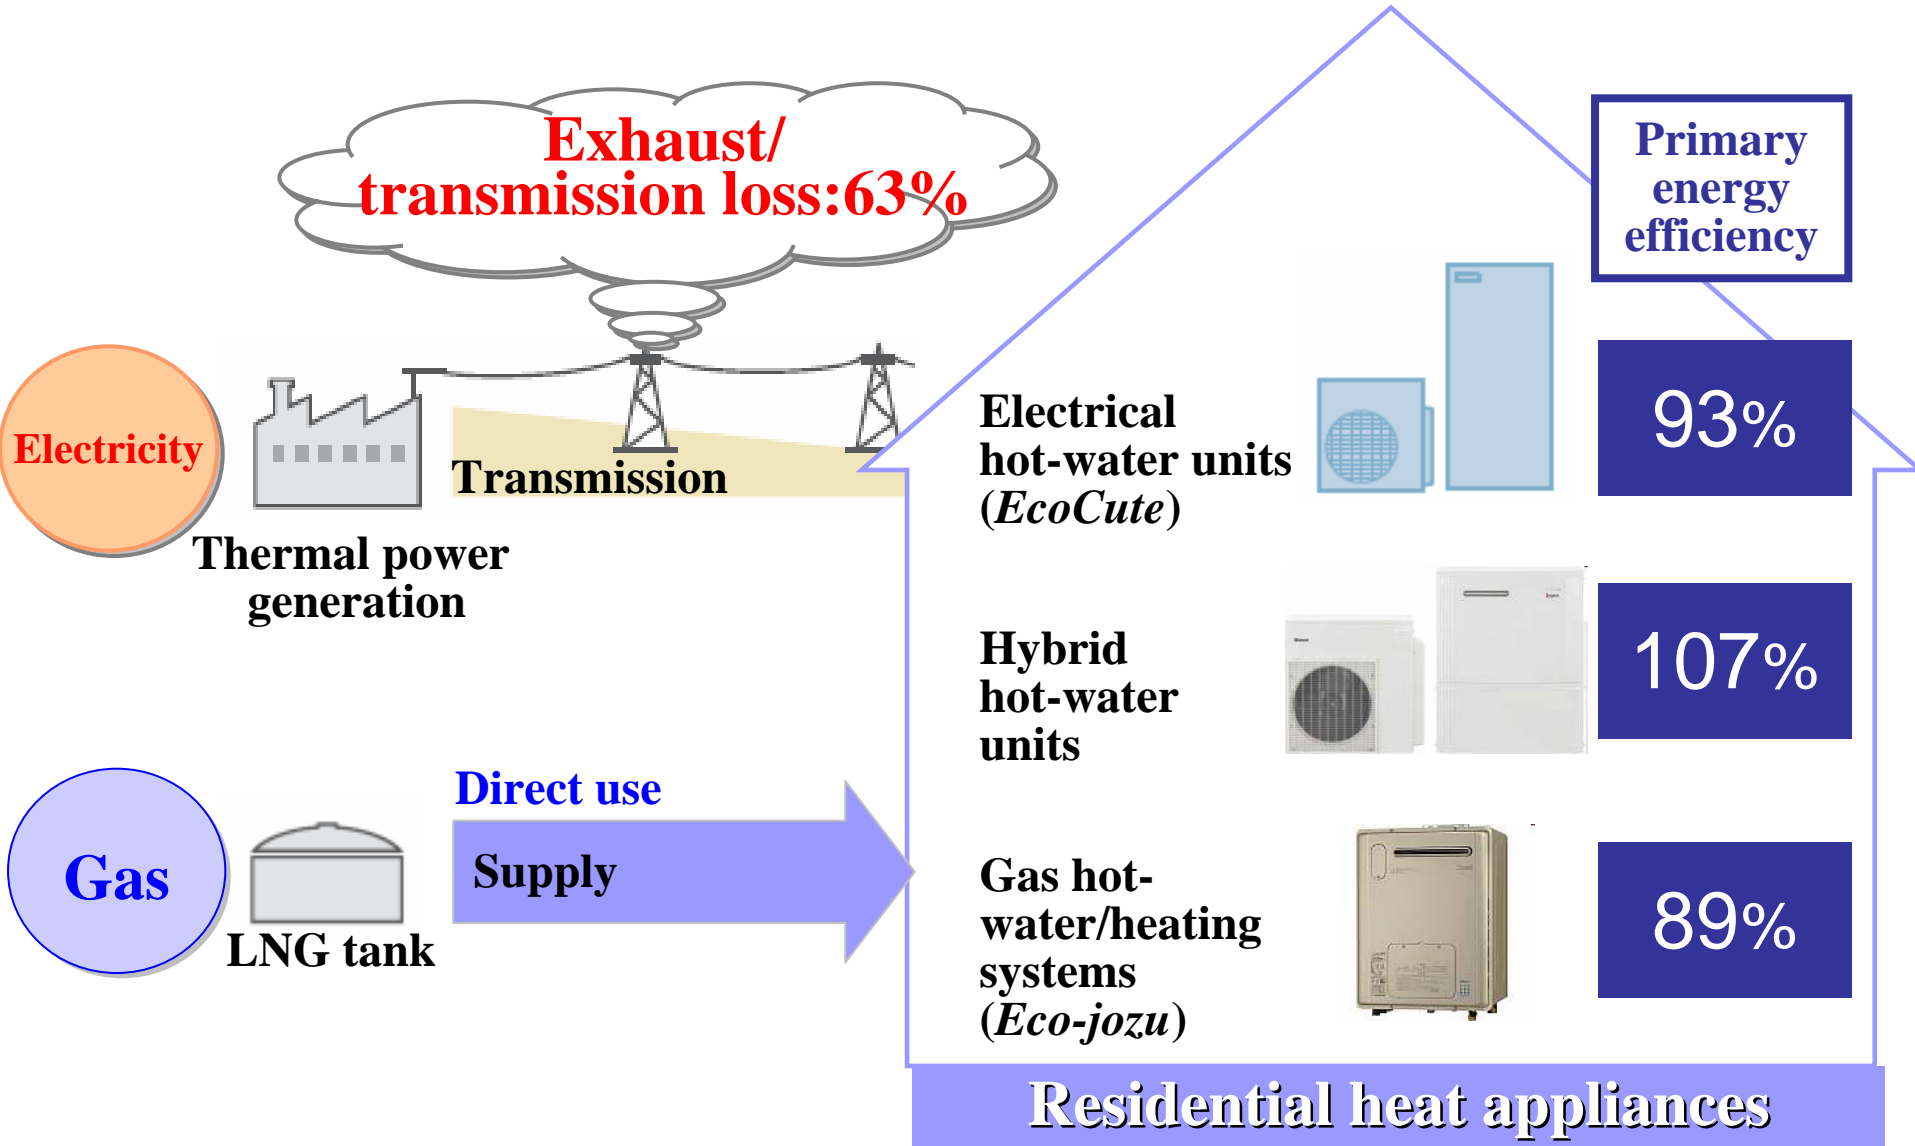 Exhaust/
transmission loss:63%
Primary
energy
efficiency
Electricity
Transmission
Thermal power
generation
Electrical
hot-water units
(EcoCute)
93%
Hybrid
hot-water
units
107%
Gas
LNG tank
Direct use
Supply
Gas hot-
water/heating
systems
(Eco-jozu)
89%
Residential heat appliances